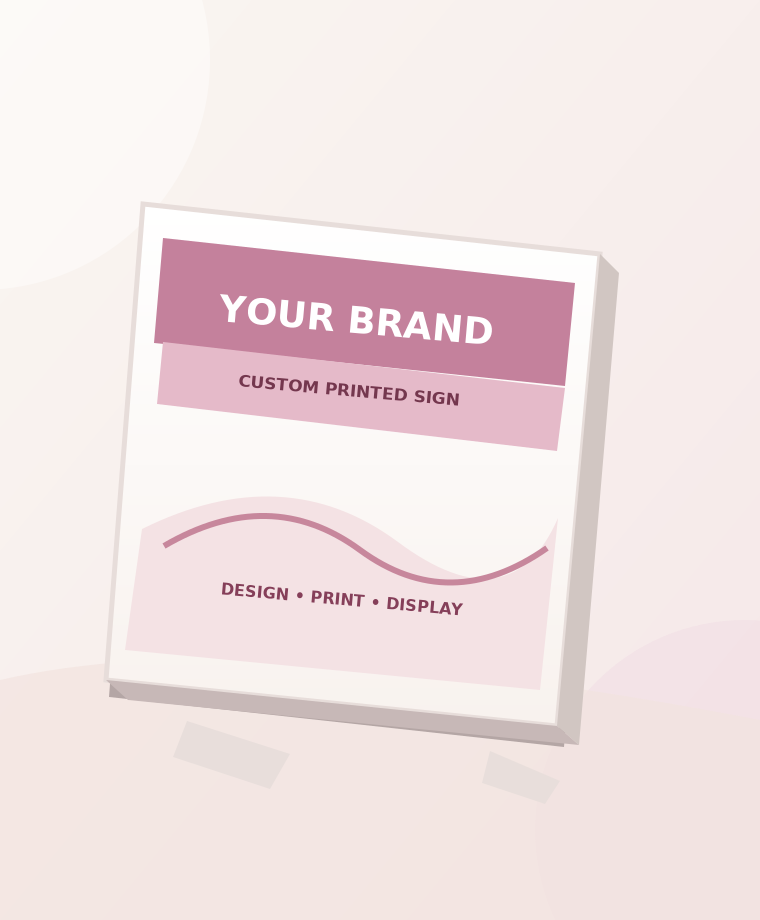 YOUR BRAND
CUSTOM PRINTED SIGN
DESIGN • PRINT • DISPLAY